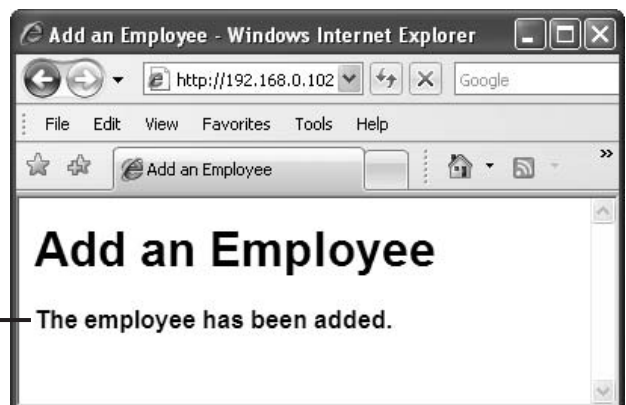 Add an Employee - Windows Internet Explorer
http://192.168.0.102
Google
File Edit View Favorites Tools Help
Add an Employee
»
Add an Employee
The employee has been added.